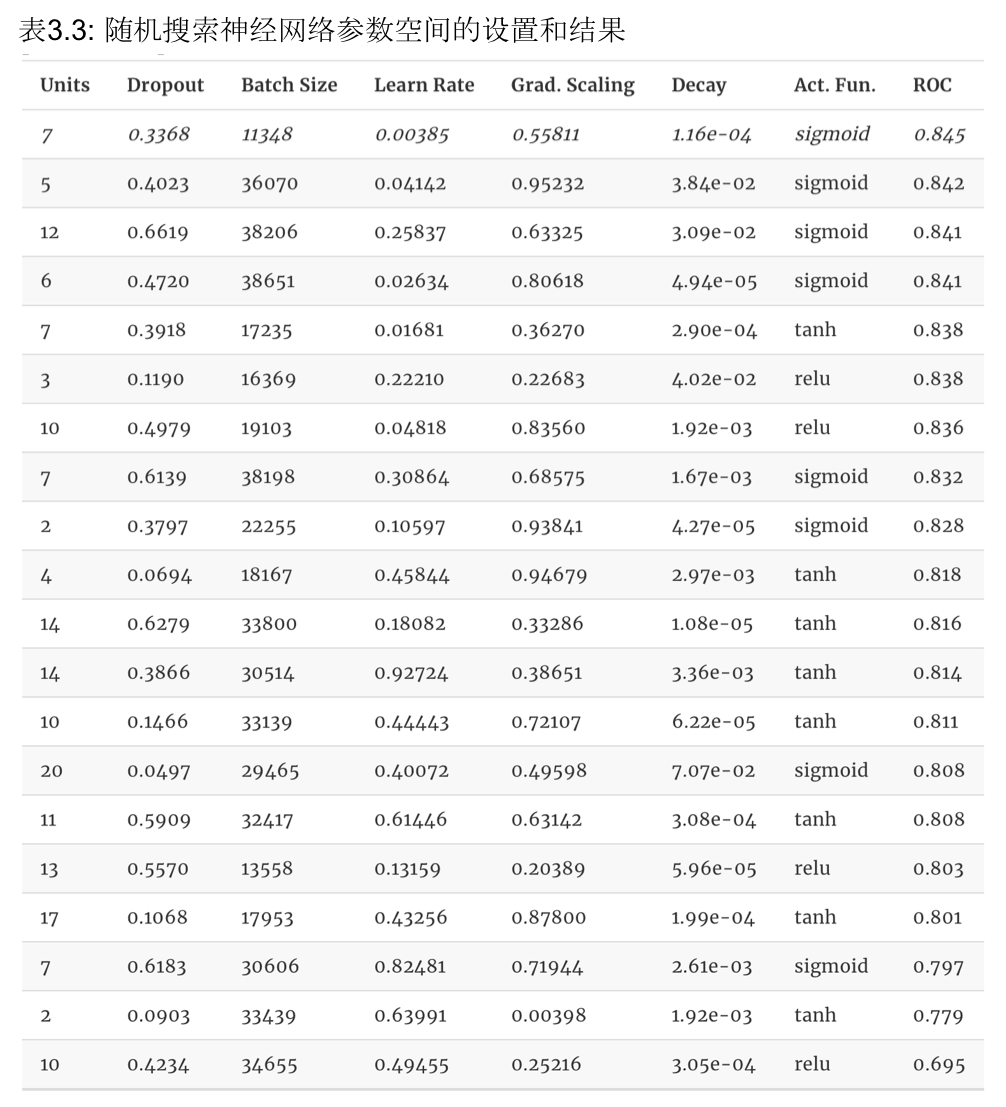 表3.3: 随机搜索神经网络参数空间的设置和结果
Units Dropout Batch Size Learn Rate Grad. Scaling Decay Act. Fun. ROC
7 0.3368 11348 0.00385 0.55811 1.16e-04 sigmoid 0.845
5 0.4023 36070 0.04142 0.95232 3.84e-02 sigmoid 0.842
12 0.6619 38206 0.25837 0.63325 3.09e-02 sigmoid 0.841
6 0.4720 38651 0.02634 0.80618 4.94e-05 sigmoid 0.841
7 0.3918 17235 0.01681 0.36270 2.90e-04 tanh 0.838
3 0.1190 16369 0.22210 0.22683 4.02e-02 relu 0.838
10 0.4979 19103 0.04818 0.83560 1.92e-03 relu 0.836
7 0.6139 38198 0.30864 0.68575 1.67e-03 sigmoid 0.832
2 0.3797 22255 0.10597 0.93841 4.27e-05 sigmoid 0.828
4 0.0694 18167 0.45844 0.94679 2.97e-03 tanh 0.818
14 0.6279 33800 0.18082 0.33286 1.08e-05 tanh 0.816
14 0.3866 30514 0.92724 0.38651 3.36e-03 tanh 0.814
10 0.1466 33139 0.44443 0.72107 6.22e-05 tanh 0.811
20 0.0497 29465 0.40072 0.49598 7.07e-02 sigmoid 0.808
11 0.5909 32417 0.61446 0.63142 3.08e-04 tanh 0.808
13 0.5570 13558 0.13159 0.20389 5.96e-05 relu 0.803
17 0.1068 17953 0.43256 0.87800 1.99e-04 tanh 0.801
7 0.6183 30606 0.82481 0.71944 2.61e-03 sigmoid 0.797
2 0.0903 33439 0.63991 0.00398 1.92e-03 tanh 0.779
10 0.4234 34655 0.49455 0.25216 3.05e-04 relu 0.695